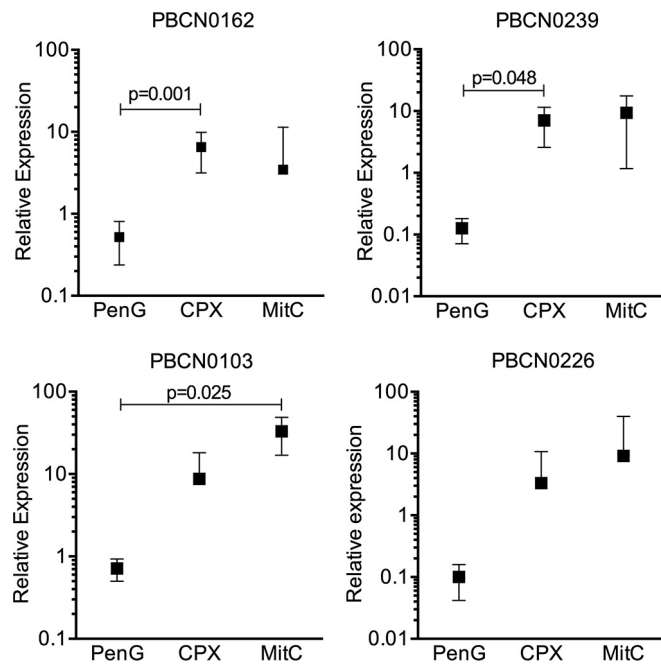 PBCN0162
100
10
1
0.1
Relative Expression
p=0.001
PenG CPX MitC
PBCN0239
100
10
1
0.1
0.01
Relative Expression
p=0.048
PenG CPX MitC
PBCN0103
100
10
1
0.1
Relative Expression
p=0.025
PenG CPX MitC
PBCN0226
100
10
1
0.1
0.01
Relative expression
PenG CPX MitC